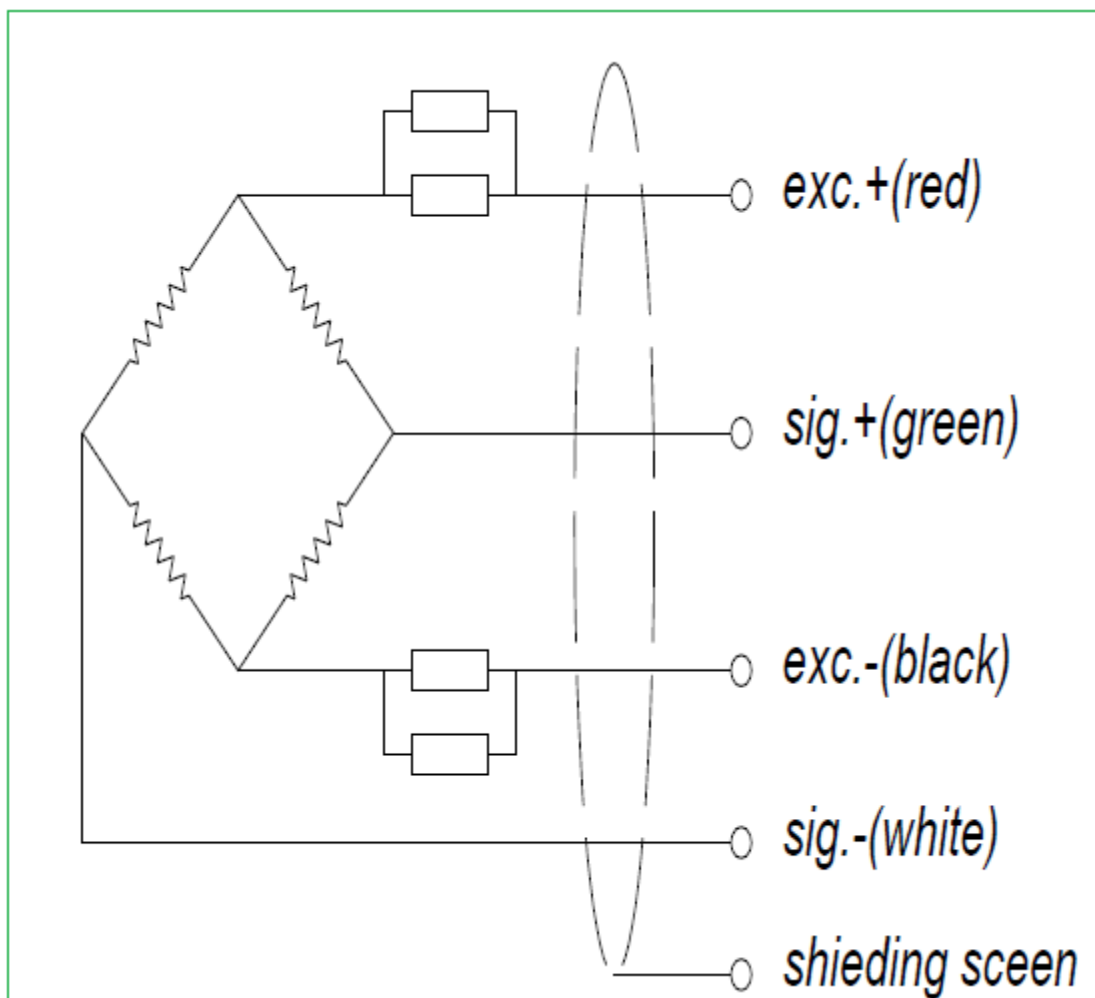 exc.+(red)
sig.+(green)
exc.-(black)
sig.-(white)
shieding sceen